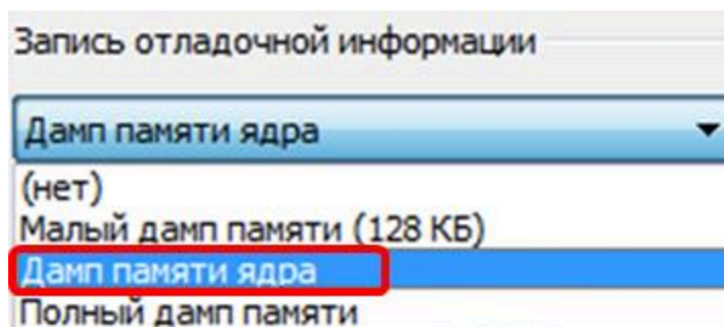 Запись отладочной информации
Дамп памяти ядра
(нет)
Малый дамп памяти (128 КБ)
Дамп памяти ядра
Полный дамп памяти